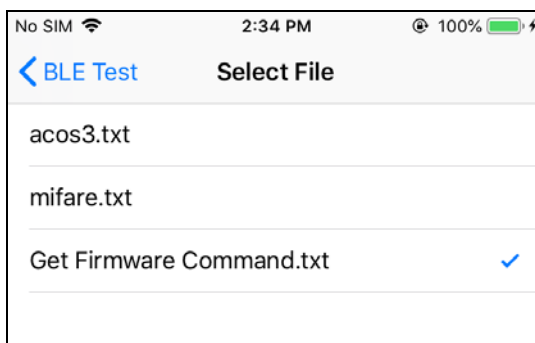 No SIM 2:34 PM 100%
BLE Test Select File
acos3.txt
mifare.txt
Get Firmware Command.txt